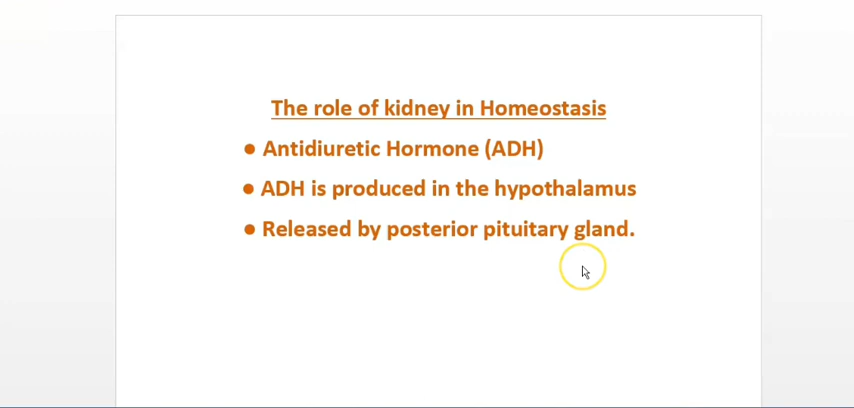 The role of kidney in Homeostasis
● Antidiuretic Hormone (ADH)
● ADH is produced in the hypothalamus
● Released by posterior pituitary gland.